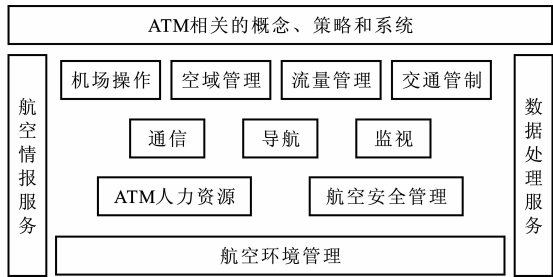 ATM相关的概念、策略和系统
航空情报服务
机场操作
空域管理
流量管理
交通管制
数据处理服务
通信
导航
监视
ATM人力资源
航空安全管理
航空环境管理